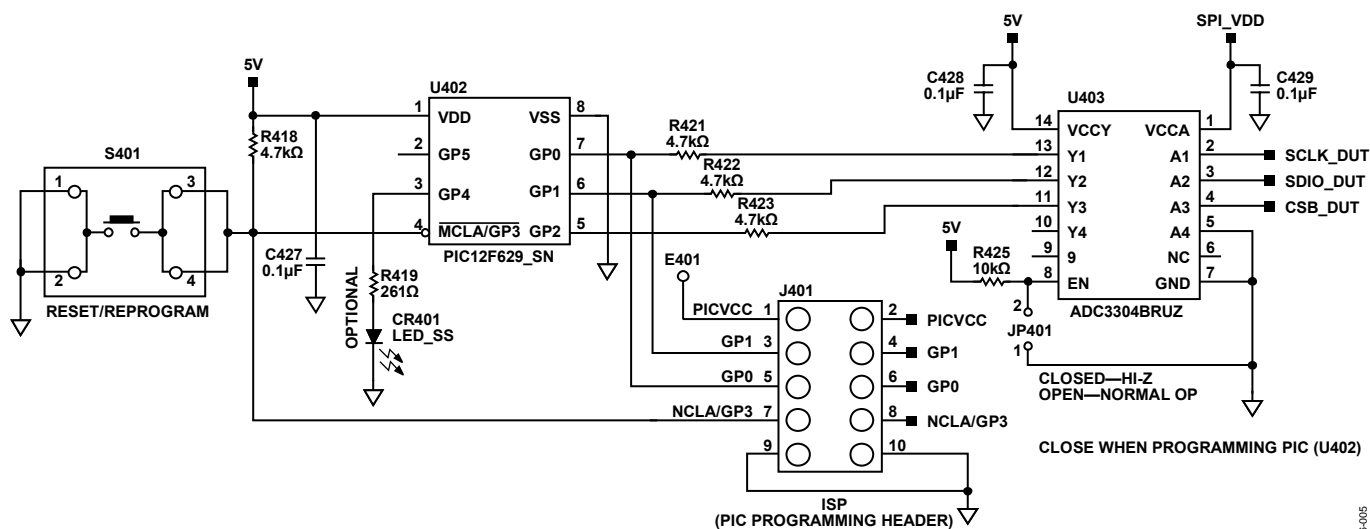 5V
SPI_VDD
5V
C428
0.1µF
C429
0.1µF
U402
U403
1 VDD VSS 8
R418
4.7kΩ
2 GP5 GP0 7
R421
4.7kΩ
14 VCCY VCCA 1
13 Y1 A1 2 SCLK_DUT
S401
R422
4.7kΩ
12 Y2 A2 3 SDIO_DUT
1 3
3 GP4 GP1 6
R423
4.7kΩ
11 Y3 A3 4 CSB_DUT
10 Y4 A4 5
4 MCLA/GP3 GP2 5
5V
9 9 NC 6
2 4
C427
0.1µF
PIC12F629_SN
E401
R425
10kΩ
8 EN GND 7
RESET/REPROGRAM
OPTIONAL
R419
261Ω
J401
ADC3304BRUZ
2
JP401
1
CR401
LED_SS
PICVCC 1 2 PICVCC
GP1 3 4 GP1
GP0 5 6 GP0
CLOSED—HI-Z
OPEN—NORMAL OP
NCLA/GP3 7 8 NCLA/GP3
9 10
CLOSE WHEN PROGRAMMING PIC (U402)
ISP
(PIC PROGRAMMING HEADER)